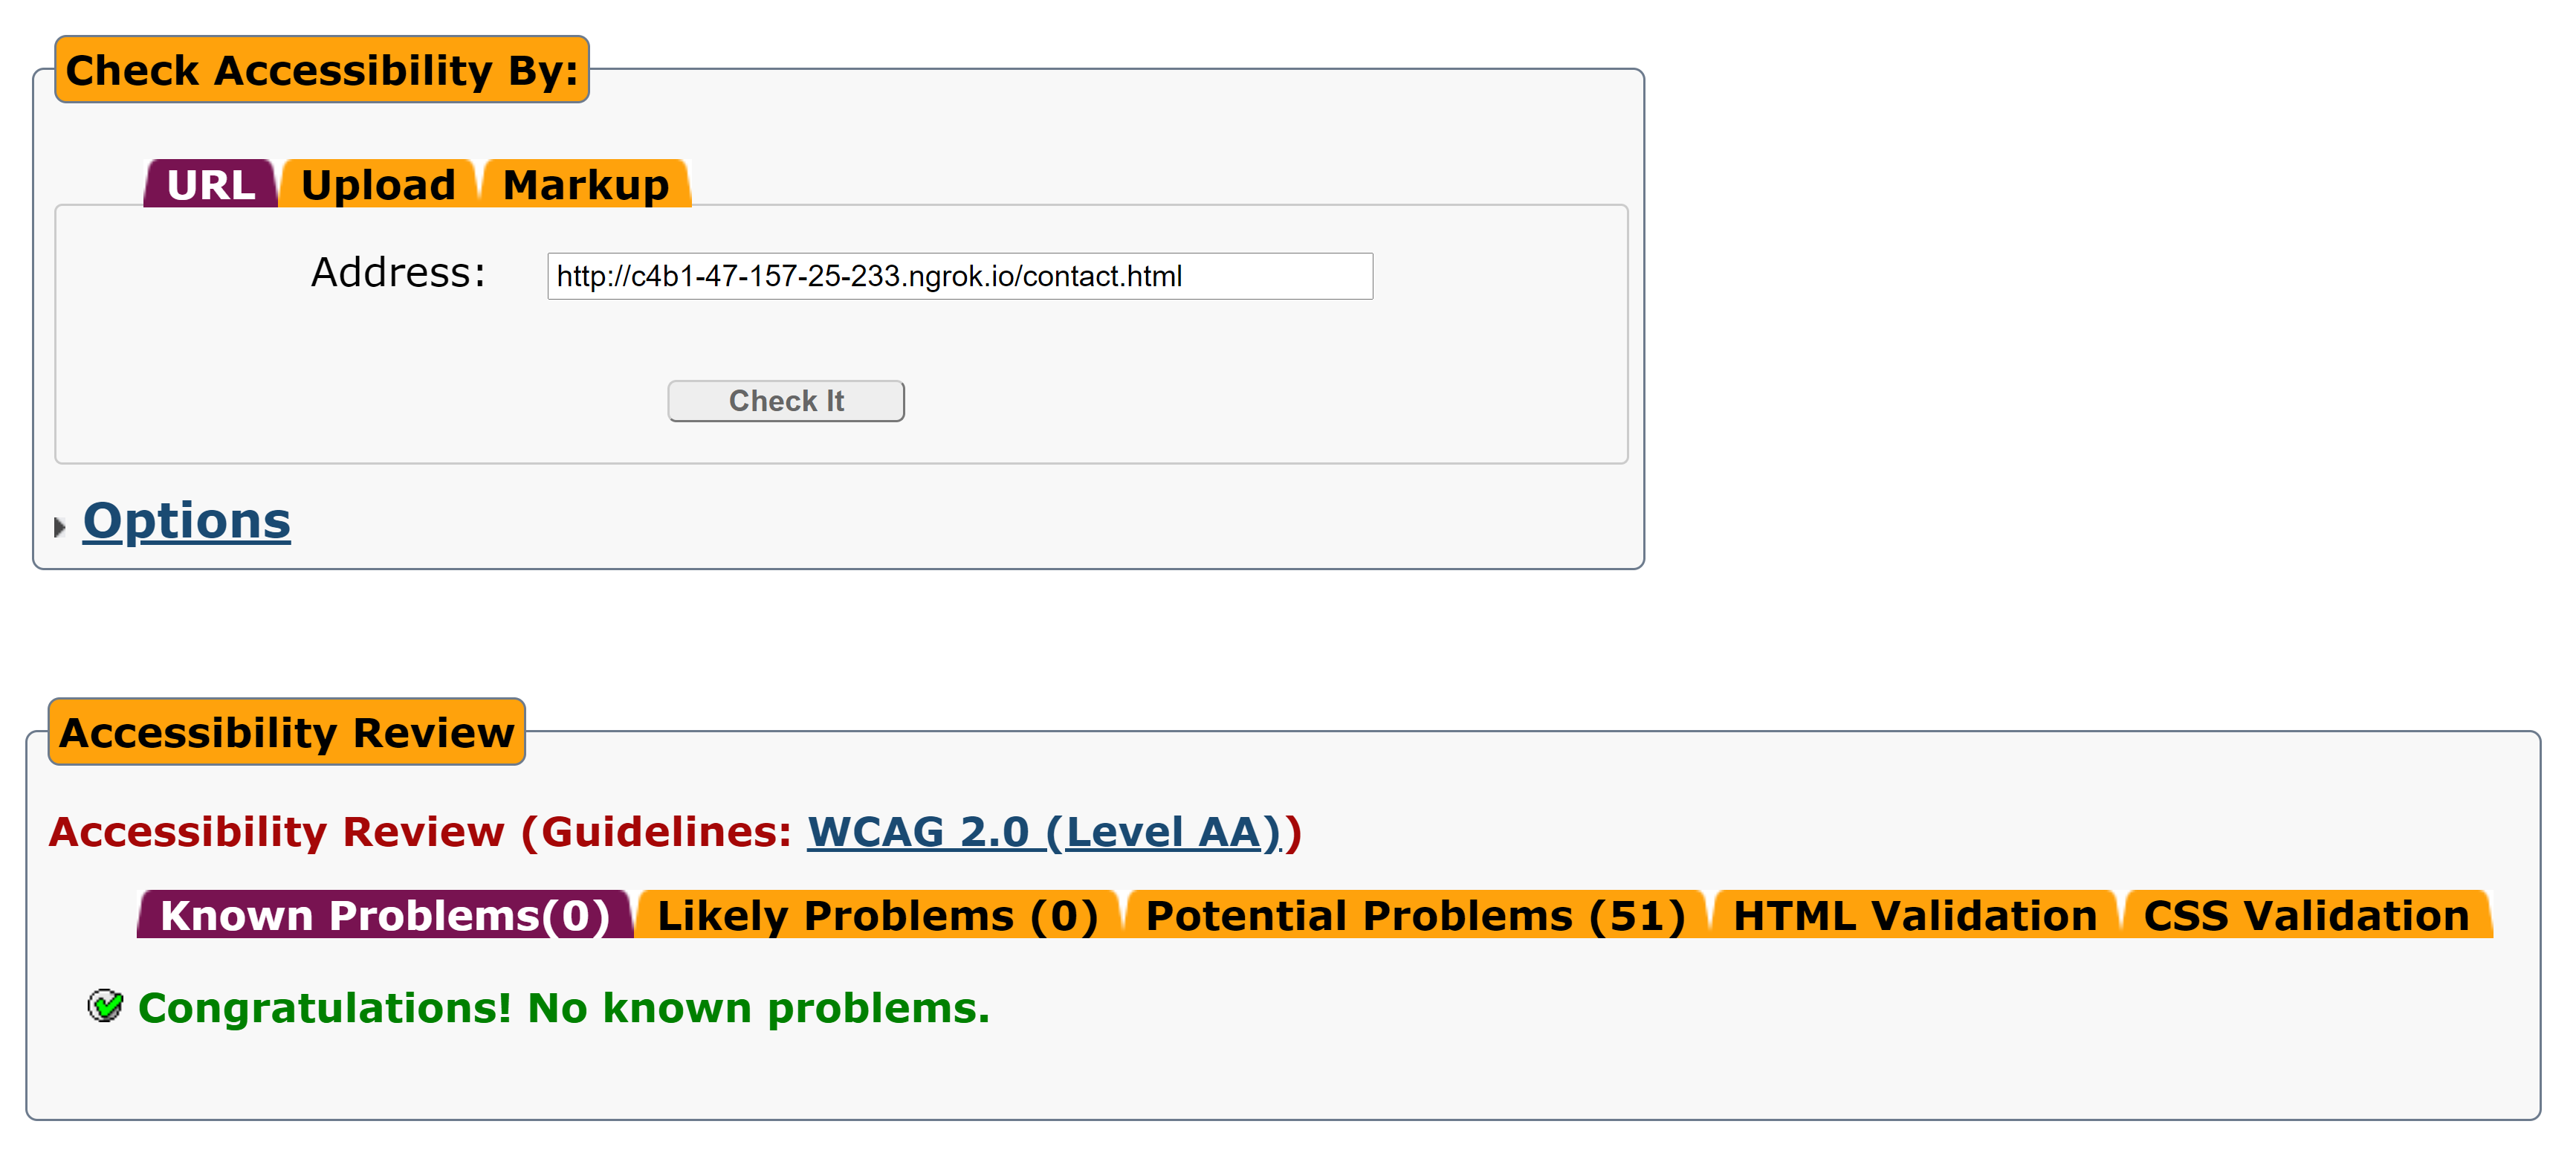 Check Accessibility By:
URL Upload Markup
Address: http://c4b1-47-157-25-233.ngrok.io/contact.html
Check It
Options
Accessibility Review
Accessibility Review (Guidelines: WCAG 2.0 (Level AA))
Known Problems(0) Likely Problems (0) Potential Problems (51) HTML Validation CSS Validation
Congratulations! No known problems.